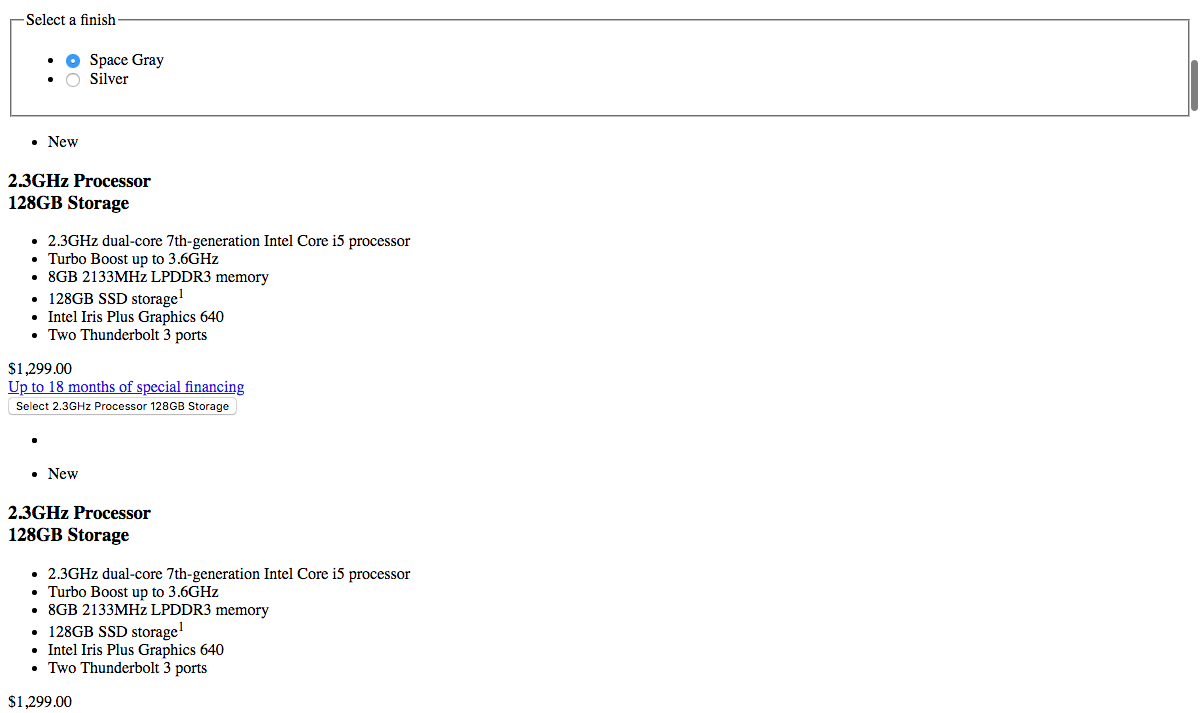 Select a finish
Space Gray
Silver
New
2.3GHz Processor
128GB Storage
2.3GHz dual-core 7th-generation Intel Core i5 processor
Turbo Boost up to 3.6GHz
8GB 2133MHz LPDDR3 memory
128GB SSD storage1
Intel Iris Plus Graphics 640
Two Thunderbolt 3 ports
$1,299.00
Up to 18 months of special financing
Select 2.3GHz Processor 128GB Storage
New
2.3GHz Processor
128GB Storage
2.3GHz dual-core 7th-generation Intel Core i5 processor
Turbo Boost up to 3.6GHz
8GB 2133MHz LPDDR3 memory
128GB SSD storage1
Intel Iris Plus Graphics 640
Two Thunderbolt 3 ports
$1,299.00